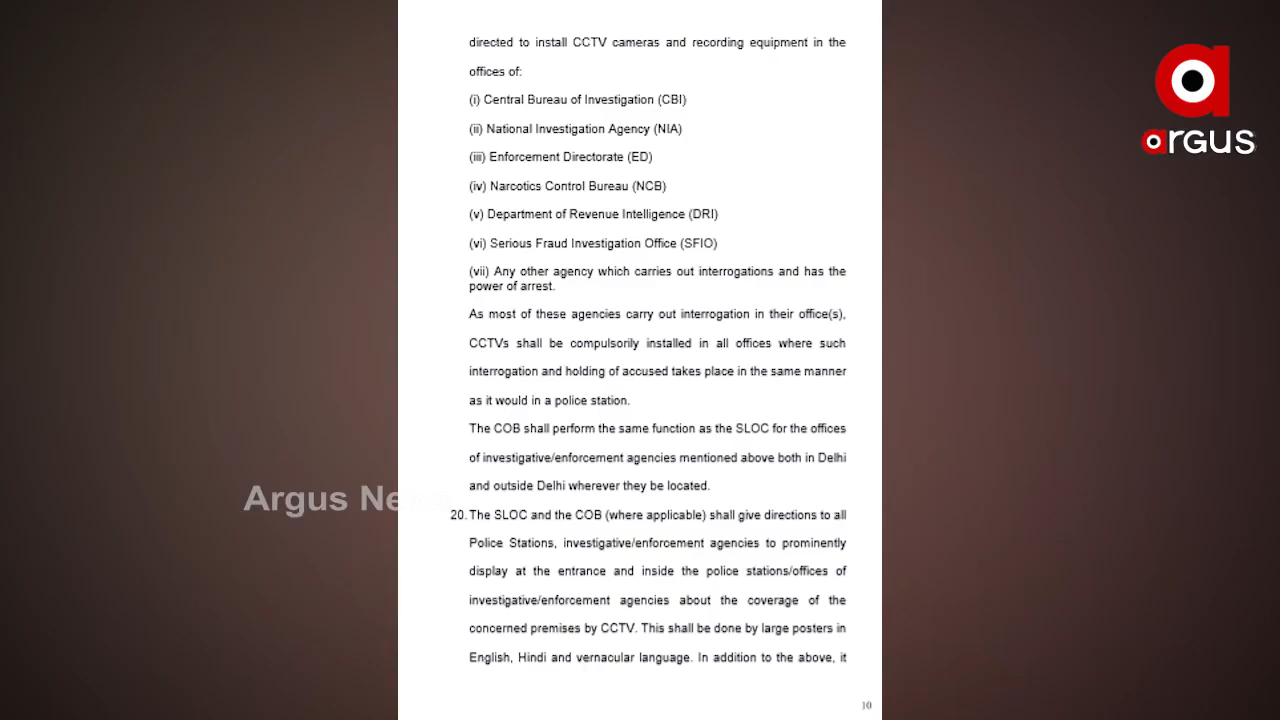 directed to install CCTV cameras and recording equipment in the
offices of:
(i) Central Bureau of Investigation (CBI)
(ii) National Investigation Agency (NIA)
(iii) Enforcement Directorate (ED)
(iv) Narcotics Control Bureau (NCB)
(v) Department of Revenue Intelligence (DRI)
(vi) Serious Fraud Investigation Office (SFIO)
(vii) Any other agency which carries out interrogations and has the
power of arrest.
As most of these agencies carry out interrogation in their office(s),
CCTVs shall be compulsorily installed in all offices where such
interrogation and holding of accused takes place in the same manner
as it would in a police station.
The COB shall perform the same function as the SLOC for the offices
of investigative/enforcement agencies mentioned above both in Delhi
and outside Delhi wherever they be located.
20. The SLOC and the COB (where applicable) shall give directions to all
Police Stations, investigative/enforcement agencies to prominently
display at the entrance and inside the police stations/offices of
investigative/enforcement agencies about the coverage of the
concerned premises by CCTV. This shall be done by large posters in
English, Hindi and vernacular language. In addition to the above, it
10
argus
Argus News